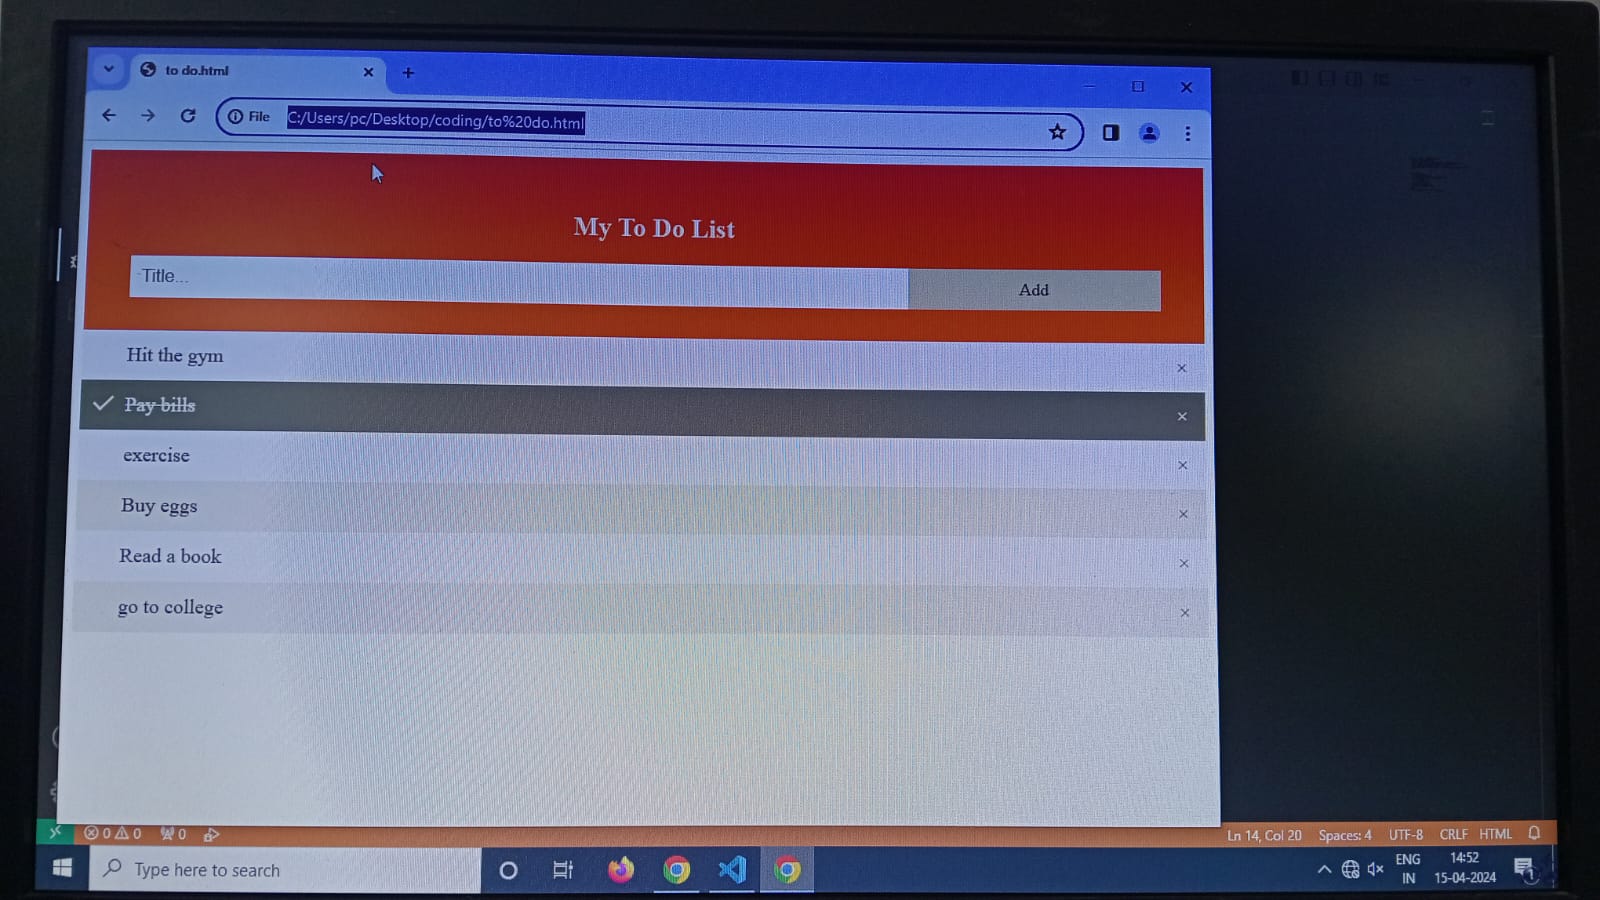 to do.html
File C:/Users/pc/Desktop/coding/to%20do.html
My To Do List
Title...
Add
Hit the gym
Pay bills
exercise
Buy eggs
Read a book
go to college
0 0 0
Ln 14, Col 20 Spaces: 4 UTF-8 CRLF HTML
Type here to search
ENG
IN
14:52
15-04-2024
1